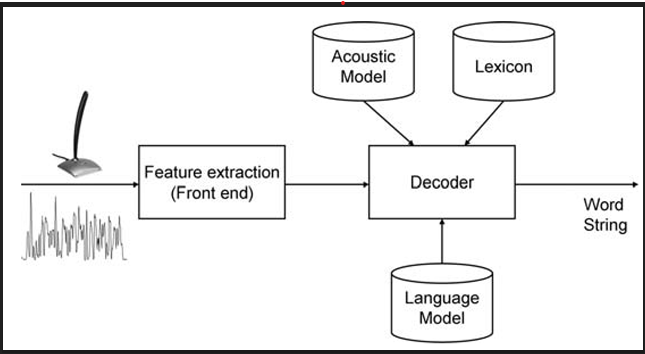 Acoustic
Model
Lexicon
Feature extraction
(Front end)
Decoder
Word
String
Language
Model